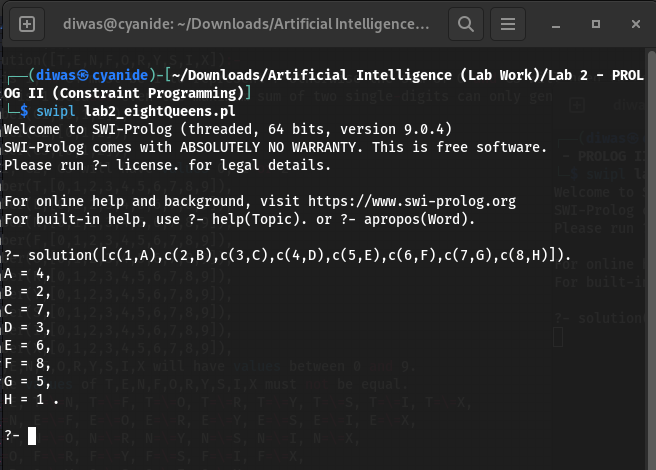 diwas@cyanide: ~/Downloads/Artificial Intelligence...
┌──(diwas㉿cyanide)-[~/Downloads/Artificial Intelligence (Lab Work)/Lab 2 - PROL
OG II (Constraint Programming)]
└─$ swipl lab2_eightQueens.pl
Welcome to SWI-Prolog (threaded, 64 bits, version 9.0.4)
SWI-Prolog comes with ABSOLUTELY NO WARRANTY. This is free software.
Please run ?- license. for legal details.
For online help and background, visit https://www.swi-prolog.org
For built-in help, use ?- help(Topic). or ?- apropos(Word).
?- solution([c(1,A),c(2,B),c(3,C),c(4,D),c(5,E),c(6,F),c(7,G),c(8,H)]).
A = 4,
B = 2,
C = 7,
D = 3,
E = 6,
F = 8,
G = 5,
H = 1 .
?-